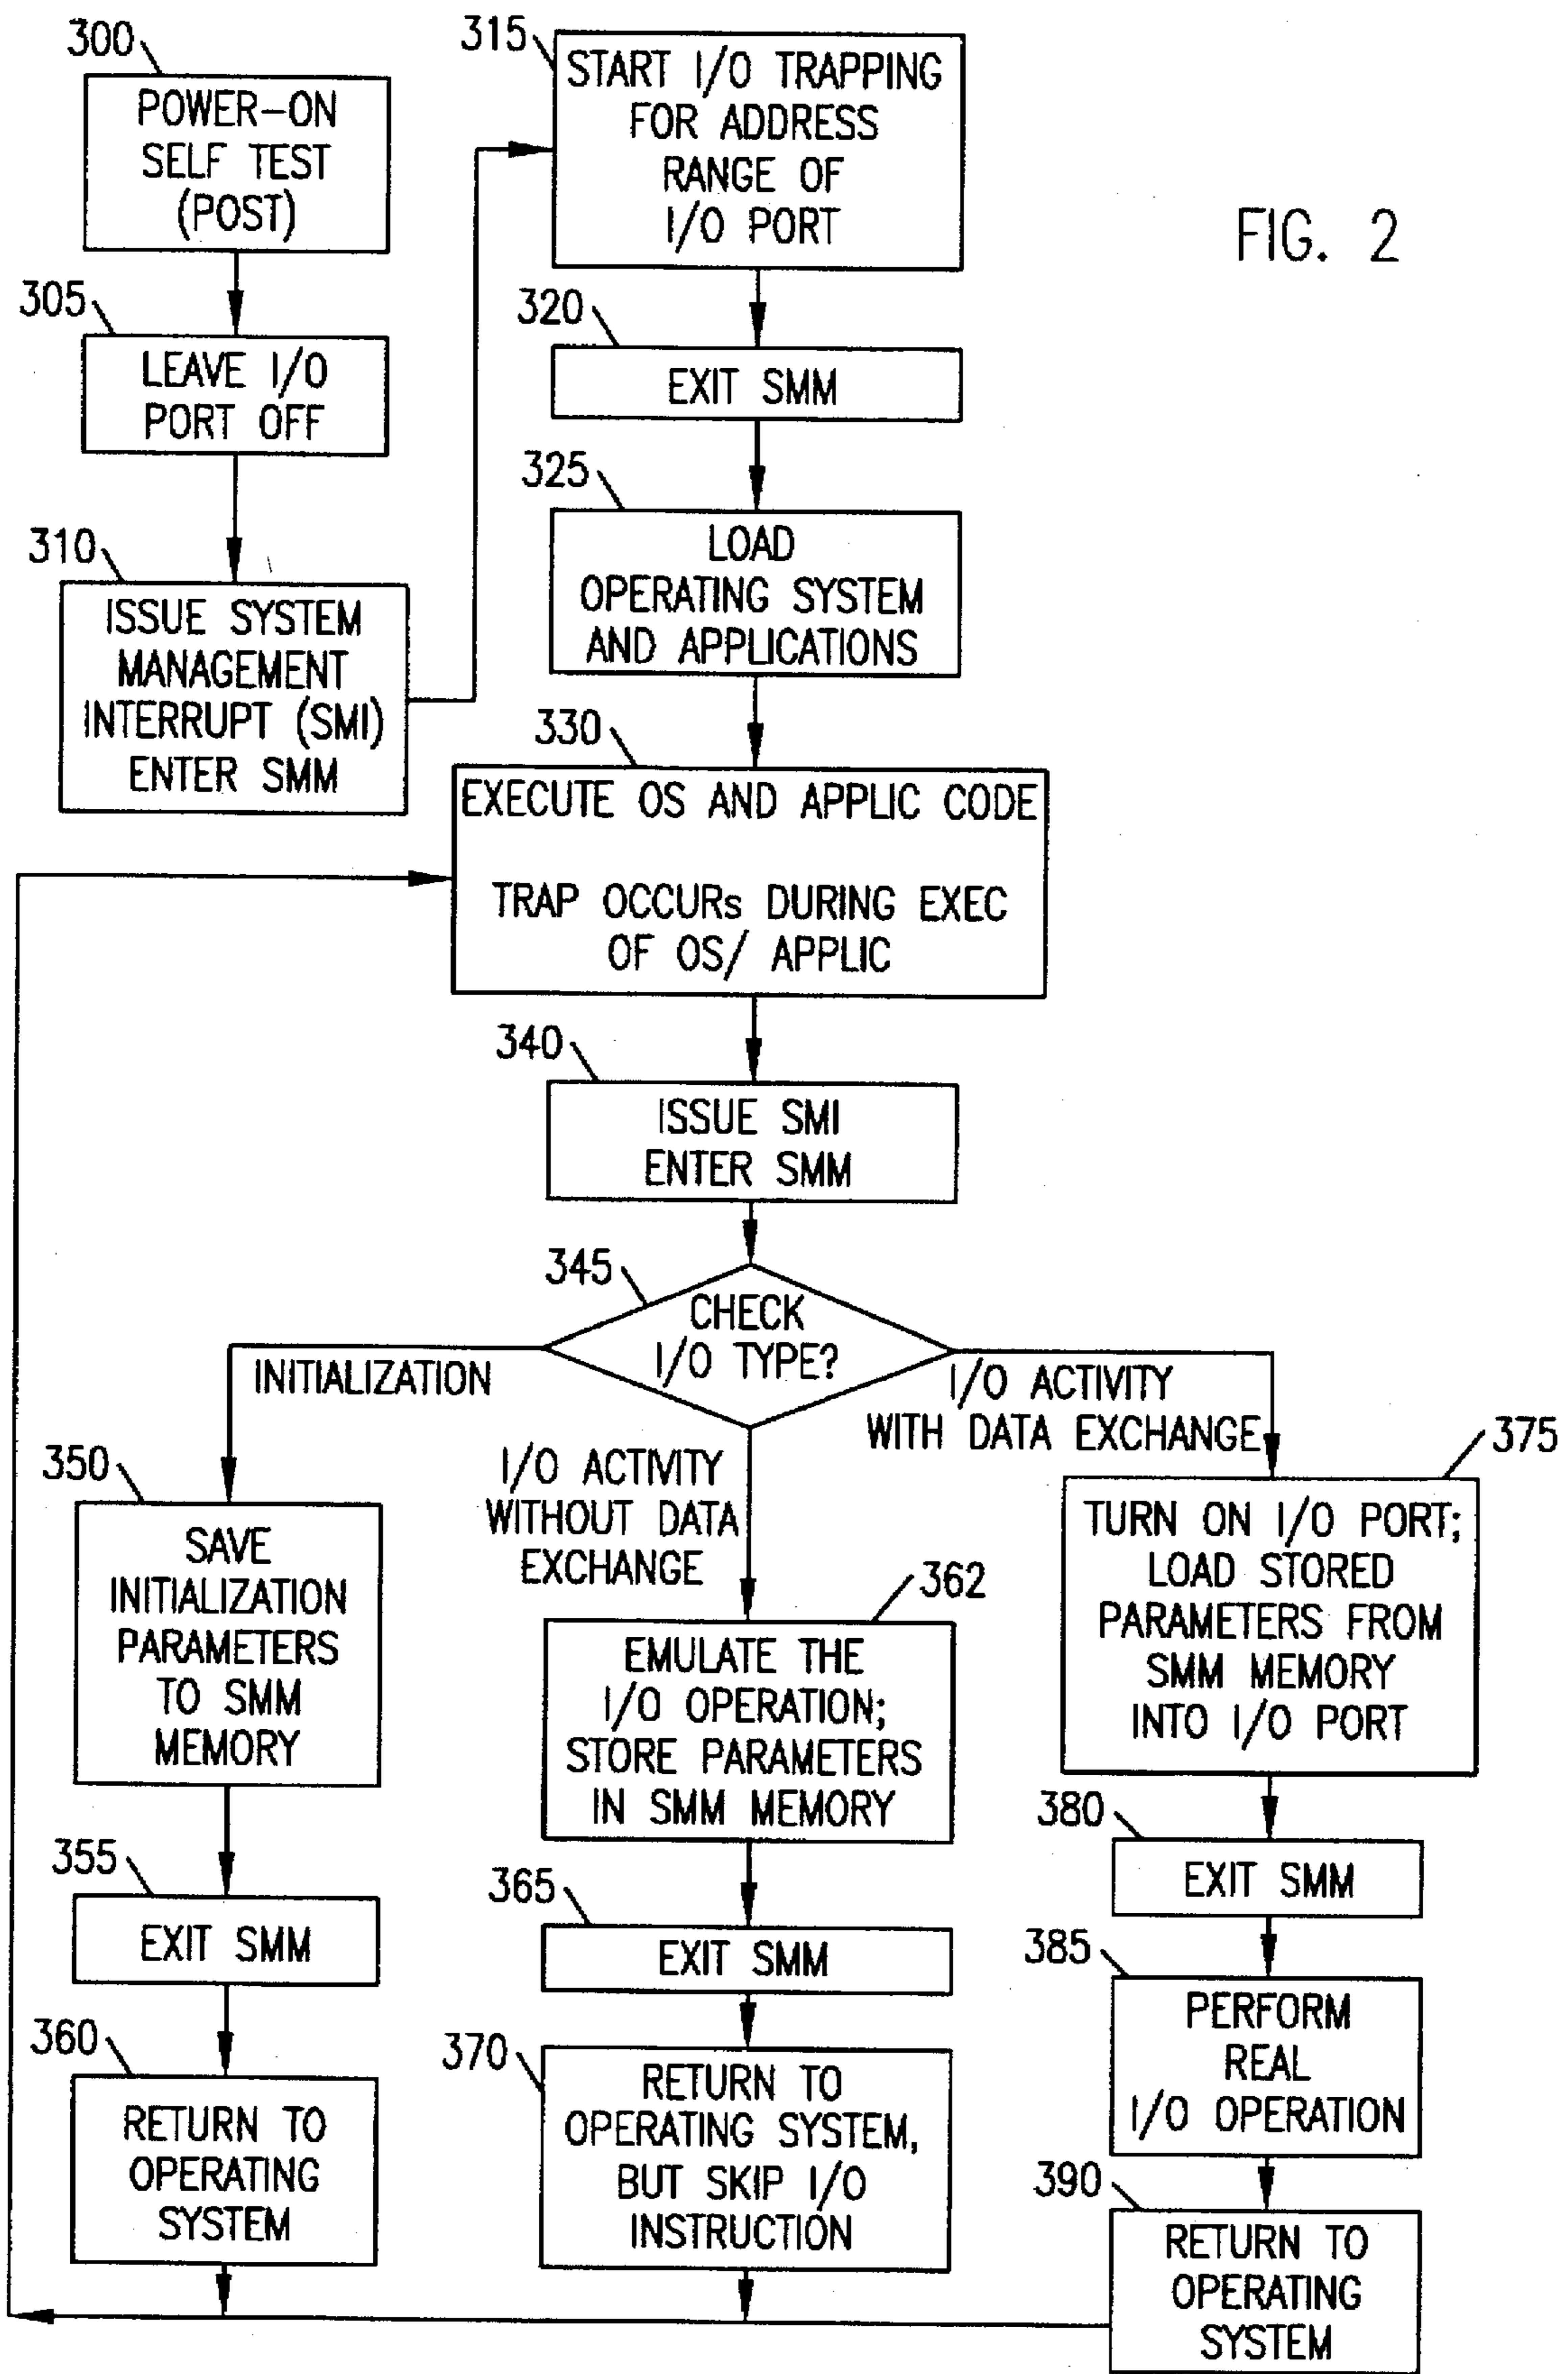 300
POWER-ON
SELF TEST
(POST)
305
LEAVE I/O
PORT OFF
310
ISSUE SYSTEM
MANAGEMENT
INTERRUPT (SMI)
ENTER SMM
315
START I/O TRAPPING
FOR ADDRESS
RANGE OF
I/O PORT
FIG. 2
320
EXIT SMM
325
LOAD
OPERATING SYSTEM
AND APPLICATIONS
330
EXECUTE OS AND APPLIC CODE
TRAP OCCURs DURING EXEC
OF OS/ APPLIC
340
ISSUE SMI
ENTER SMM
345
CHECK
I/O TYPE?
INITIALIZATION
350
SAVE
INITIALIZATION
PARAMETERS
TO SMM
MEMORY
355
EXIT SMM
360
RETURN TO
OPERATING
SYSTEM
I/O ACTIVITY
WITHOUT DATA
EXCHANGE
362
EMULATE THE
I/O OPERATION;
STORE PARAMETERS
IN SMM MEMORY
365
EXIT SMM
370
RETURN TO
OPERATING SYSTEM,
BUT SKIP I/O
INSTRUCTION
I/O ACTIVITY
WITH DATA EXCHANGE
375
TURN ON I/O PORT;
LOAD STORED
PARAMETERS FROM
SMM MEMORY
INTO I/O PORT
380
EXIT SMM
385
PERFORM
REAL
I/O OPERATION
390
RETURN TO
OPERATING
SYSTEM